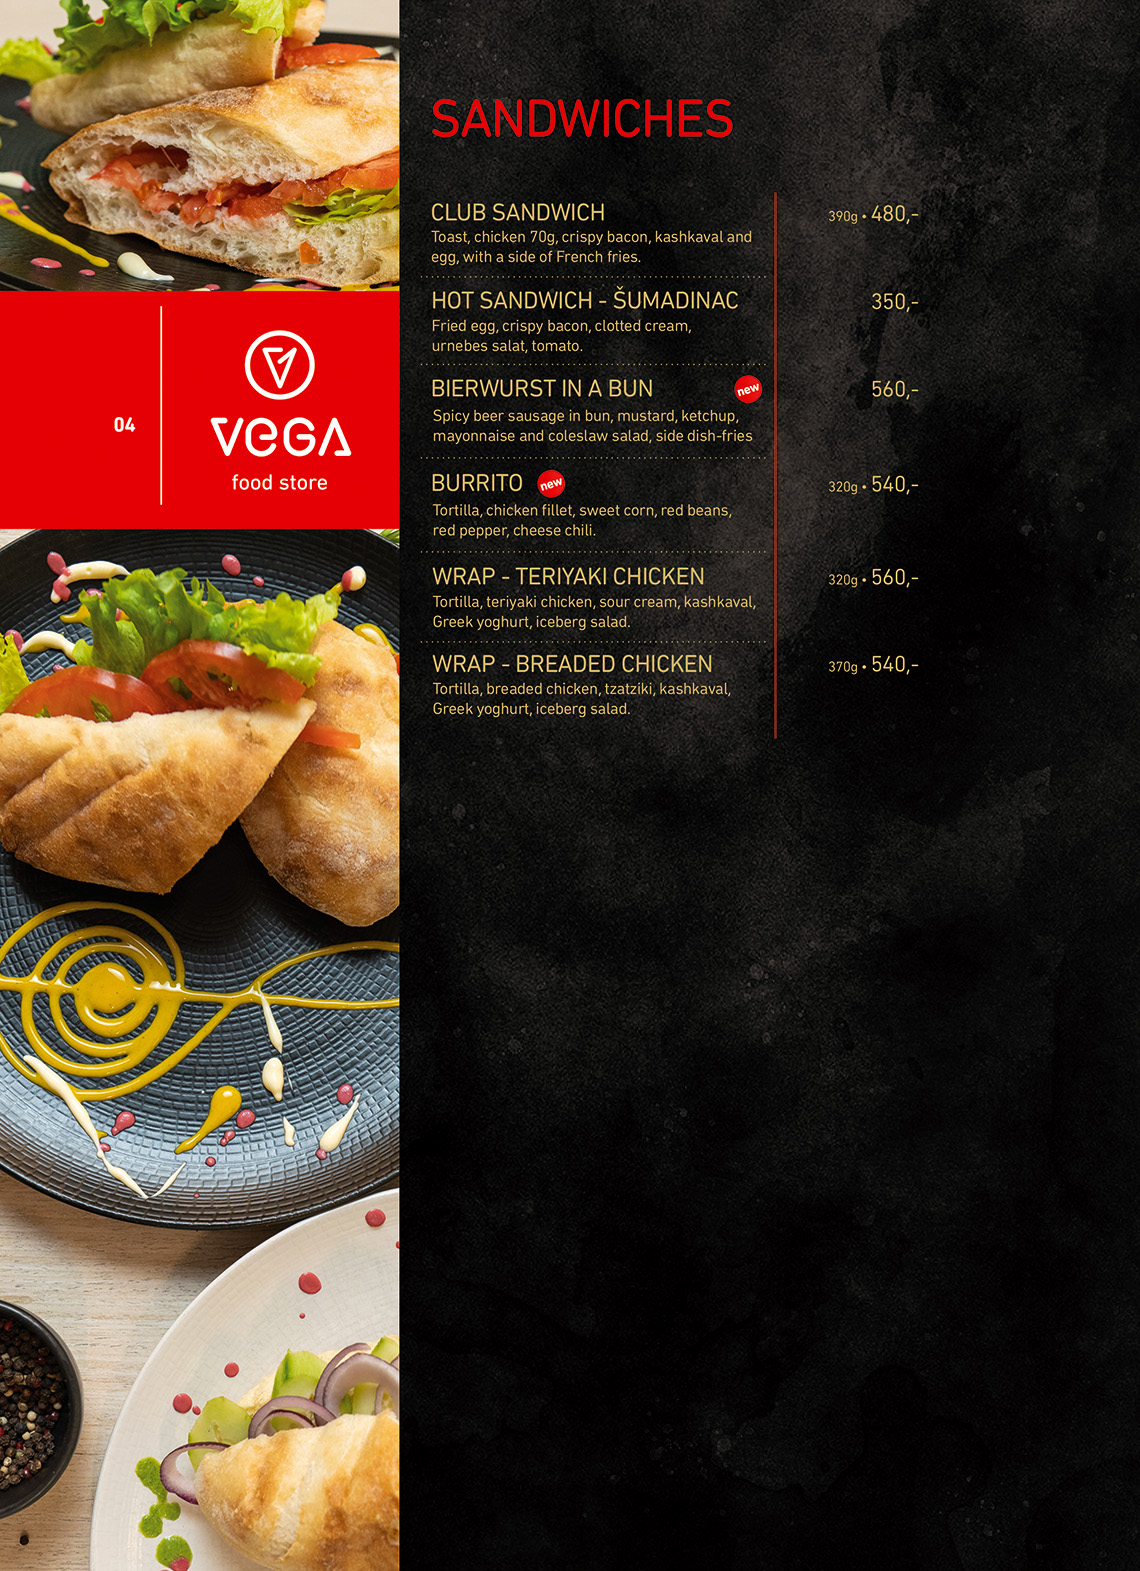 SANDWICHES
CLUB SANDWICH
390g • 480,-
Toast, chicken 70g, crispy bacon, kashkaval and
egg, with a side of French fries.
HOT SANDWICH - ŠUMADINAC
350,-
Fried egg, crispy bacon, clotted cream,
urnebes salat, tomato.
BIERWURST IN A BUN
new
560,-
Spicy beer sausage in bun, mustard, ketchup,
mayonnaise and coleslaw salad, side dish-fries
BURRITO
new
320g • 540,-
Tortilla, chicken fillet, sweet corn, red beans,
red pepper, cheese chili.
WRAP - TERIYAKI CHICKEN
320g • 560,-
Tortilla, teriyaki chicken, sour cream, kashkaval,
Greek yoghurt, iceberg salad.
WRAP - BREADED CHICKEN
370g • 540,-
Tortilla, breaded chicken, tzatziki, kashkaval,
Greek yoghurt, iceberg salad.
04
VEGA
food store